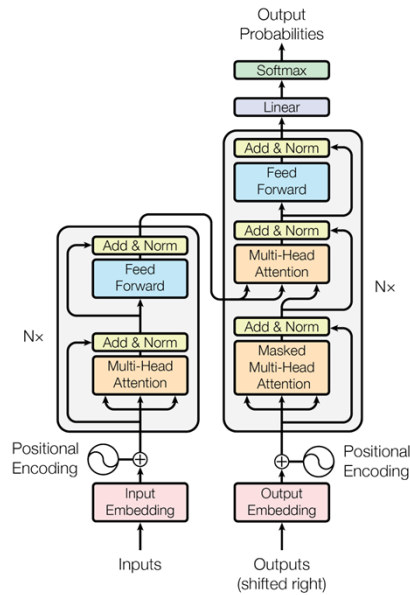 Output
Probabilities
Softmax
Linear
Add & Norm
Feed
Forward
Add & Norm
Multi-Head
Attention
Add & Norm
Masked
Multi-Head
Attention
N×
Positional
Encoding
Output
Embedding
Outputs
(shifted right)
Add & Norm
Feed
Forward
Add & Norm
Multi-Head
Attention
N×
Positional
Encoding
Input
Embedding
Inputs